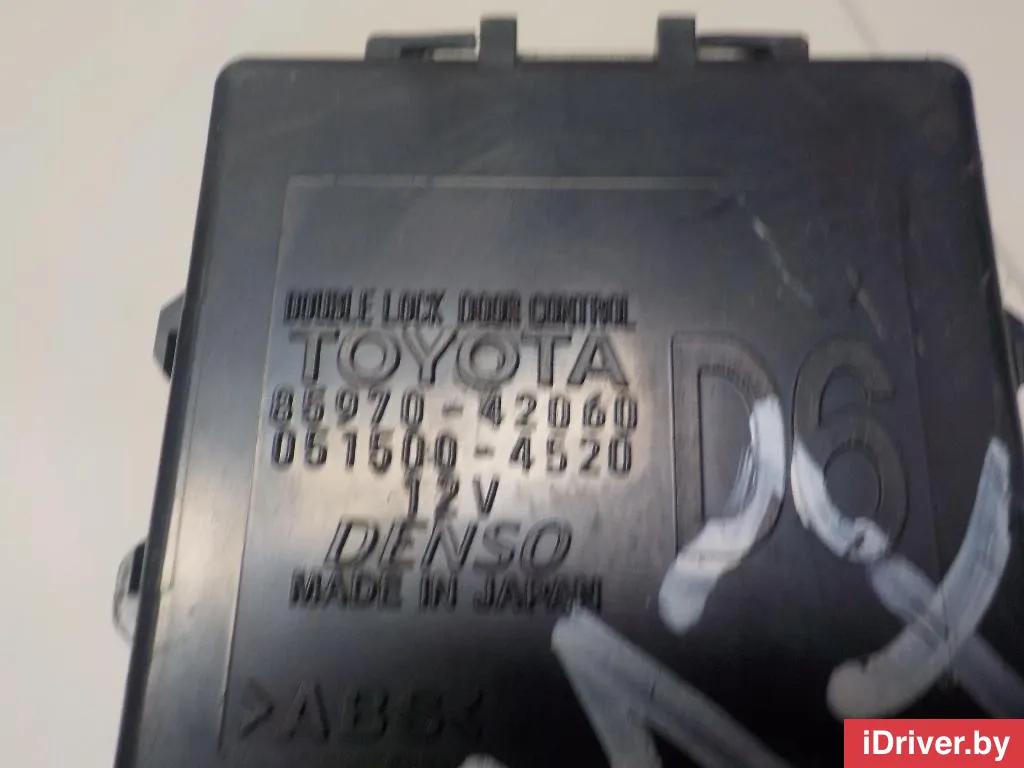 DOUBLE LOCK DOOR CONTROL
TOYOTA
85970-42060
051500-4520
12V
DENSO
MADE IN JAPAN
D6
>ABS<
iDriver.by